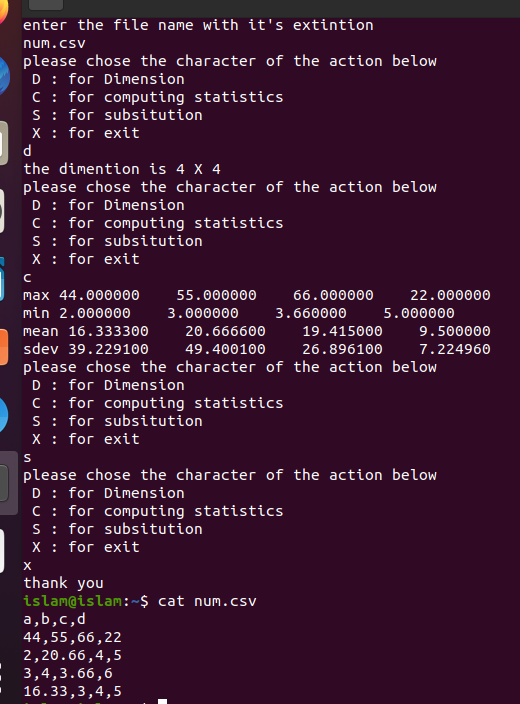 enter the file name with it's extintion
num.csv
please chose the character of the action below
D : for Dimension
C : for computing statistics
S : for subsitution
X : for exit
d
the dimention is 4 X 4
please chose the character of the action below
D : for Dimension
C : for computing statistics
S : for subsitution
X : for exit
c
max 44.000000 55.000000 66.000000 22.000000
min 2.000000 3.000000 3.660000 5.000000
mean 16.333300 20.666600 19.415000 9.500000
sdev 39.229100 49.400100 26.896100 7.224960
please chose the character of the action below
D : for Dimension
C : for computing statistics
S : for subsitution
X : for exit
s
please chose the character of the action below
D : for Dimension
C : for computing statistics
S : for subsitution
X : for exit
x
thank you
islam@islam:~$ cat num.csv
a,b,c,d
44,55,66,22
2,20.66,4,5
3,4,3.66,6
16.33,3,4,5